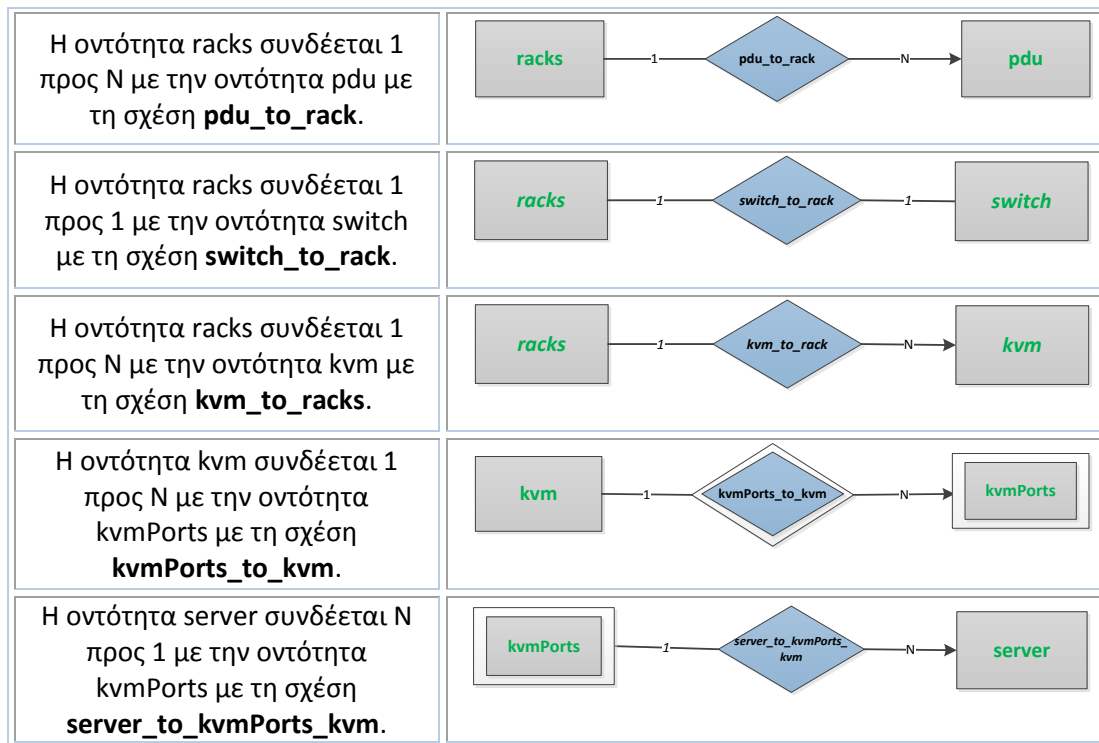 Η οντότητα racks συνδέεται 1
προς N με την οντότητα pdu με
τη σχέση pdu_to_rack.
racks 1 pdu_to_rack N pdu
Η οντότητα racks συνδέεται 1
προς 1 με την οντότητα switch
με τη σχέση switch_to_rack.
racks 1 switch_to_rack 1 switch
Η οντότητα racks συνδέεται 1
προς N με την οντότητα kvm με
τη σχέση kvm_to_racks.
racks 1 kvm_to_rack N kvm
Η οντότητα kvm συνδέεται 1
προς N με την οντότητα
kvmPorts με τη σχέση
kvmPorts_to_kvm.
kvm 1 kvmPorts_to_kvm N kvmPorts
Η οντότητα server συνδέεται N
προς 1 με την οντότητα
kvmPorts με τη σχέση
server_to_kvmPorts_kvm.
kvmPorts 1 server_to_kvmPorts_ N server
kvm